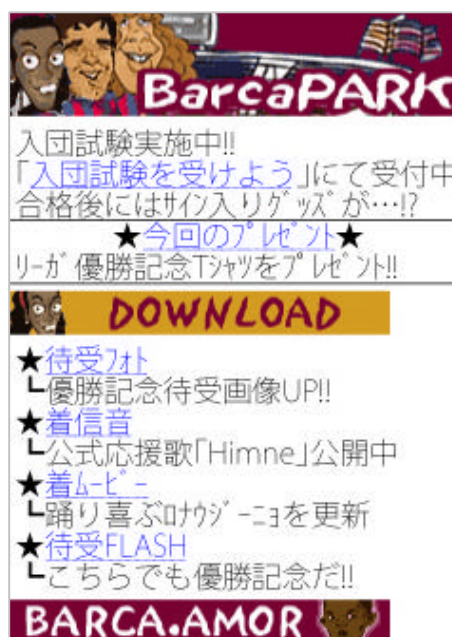 BarcaPARK
入団試験実施中!!
「入団試験を受けよう」にて受付中
合格後にはｻｲﾝ入りｸﾞｯｽﾞが…!?
★今回のﾌﾟﾚｾﾞﾝﾄ★
ﾘｰｶﾞ優勝記念Tｼｬﾂをﾌﾟﾚｾﾞﾝﾄ!!
DOWNLOAD
★待受ﾌｫﾄ
┗優勝記念待受画像UP!!
★着信音
┗公式応援歌｢Himne｣公開中
★着ﾑｰﾋﾞｰ
┗踊り喜ぶﾛﾅｳｼﾞｰﾆｮを更新
★待受FLASH
┗こちらでも優勝記念だ!!
BARCA.AMOR